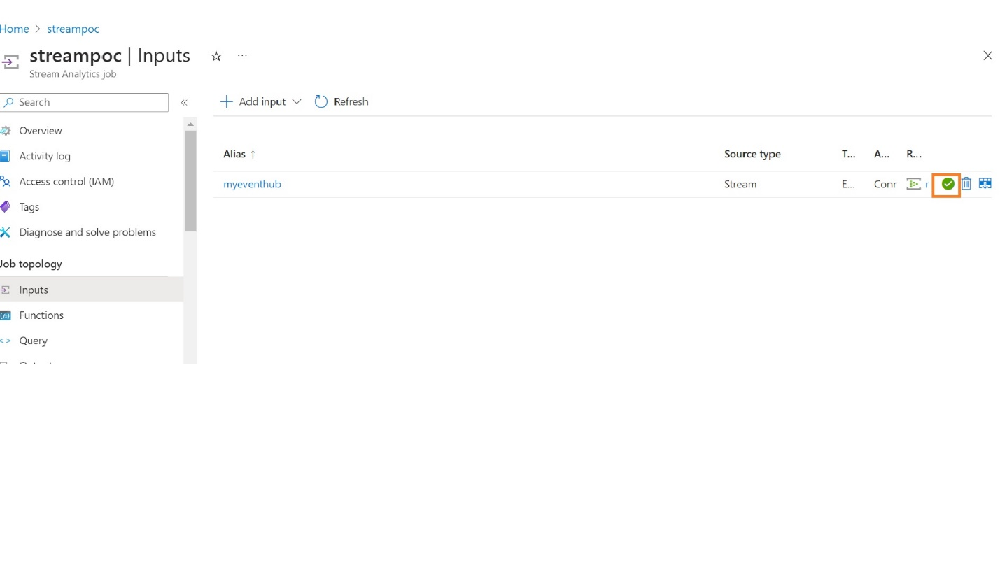 Home > streampoc
streampoc | Inputs ☆ ...
Stream Analytics job
Search «
+ Add input Refresh
Overview
Activity log
Access control (IAM)
Tags
Diagnose and solve problems
Job topology
Inputs
Functions
Query
Alias ↑ Source type T... A... R...
myeventhub Stream E... Conr r